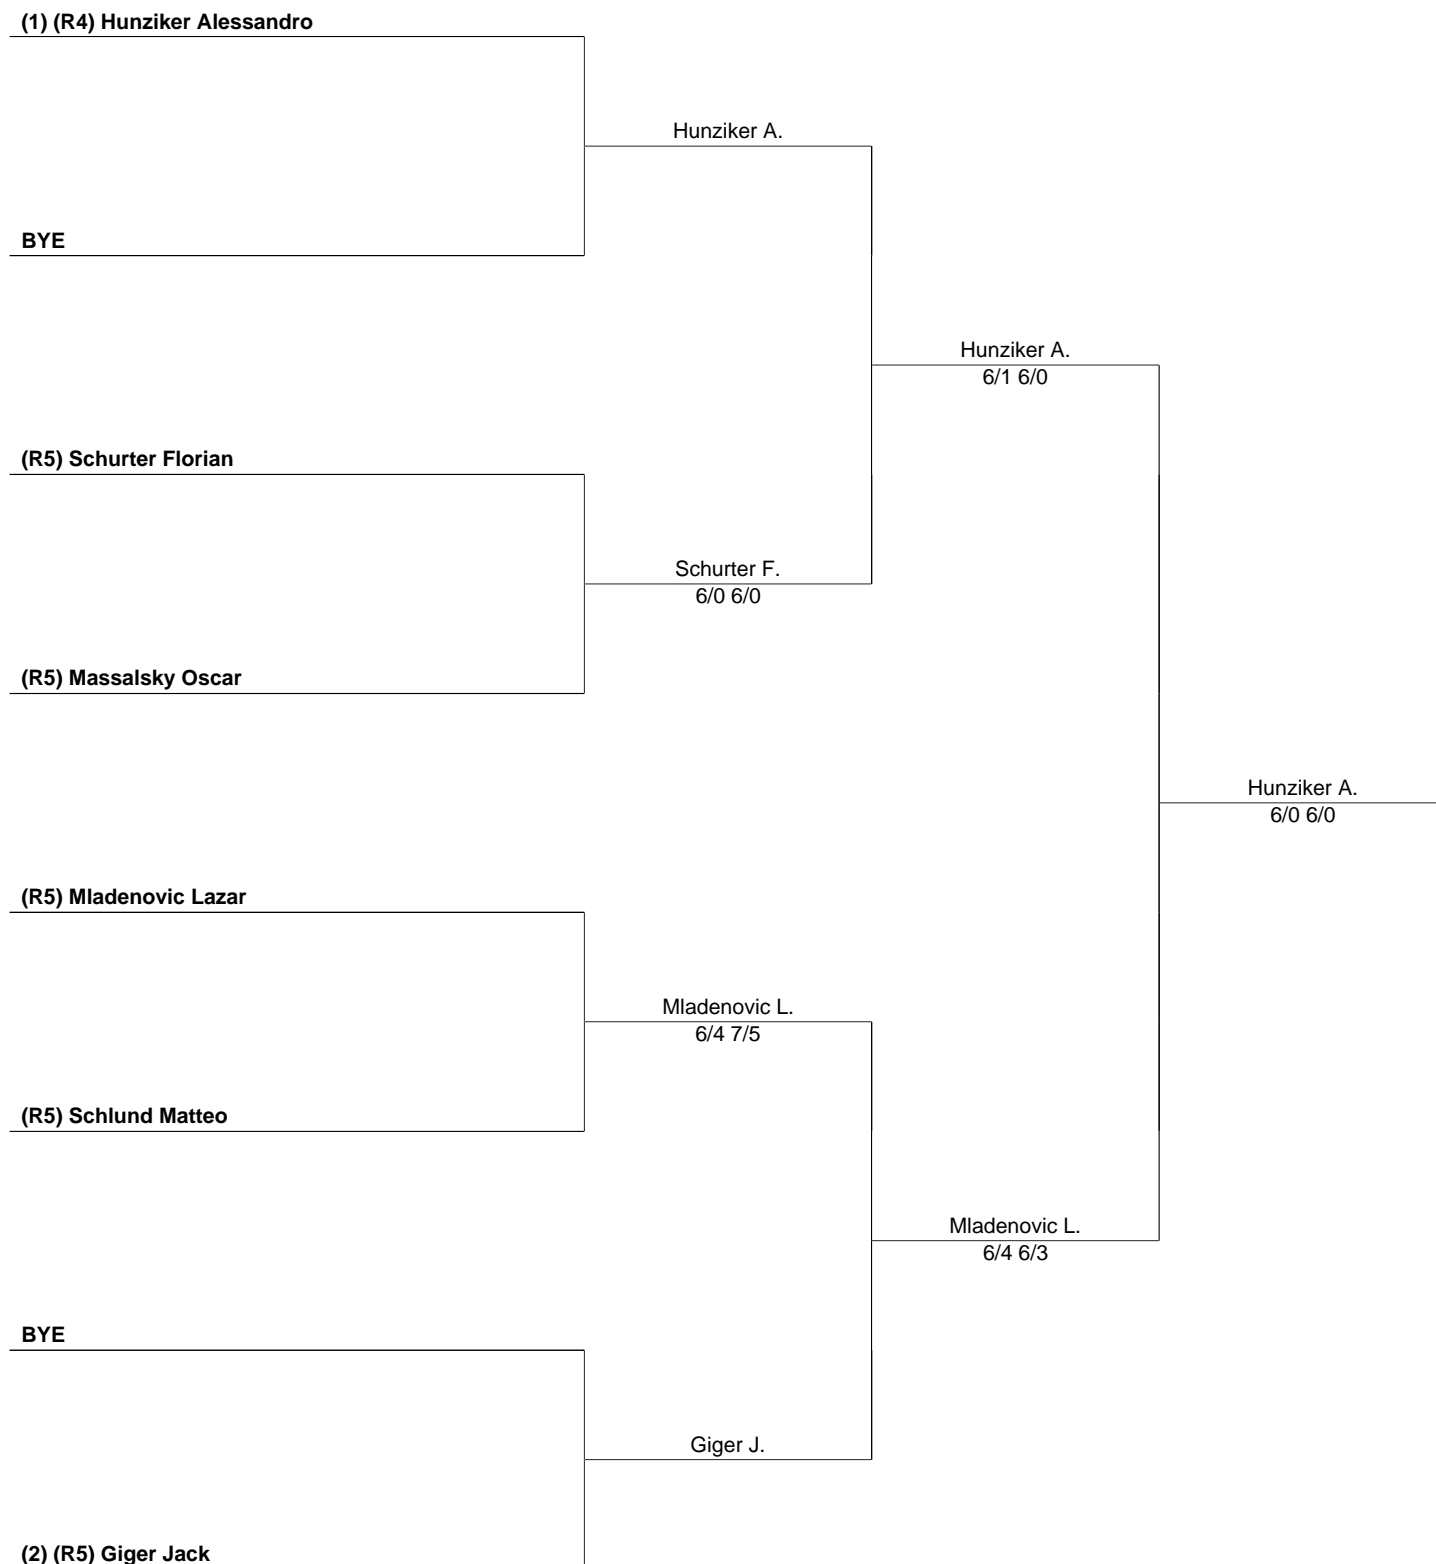 (1) (R4) Hunziker Alessandro
Hunziker A.
BYE
Hunziker A.
6/1 6/0
(R5) Schurter Florian
Schurter F.
6/0 6/0
(R5) Massalsky Oscar
Hunziker A.
6/0 6/0
(R5) Mladenovic Lazar
Mladenovic L.
6/4 7/5
(R5) Schlund Matteo
Mladenovic L.
6/4 6/3
BYE
Giger J.
(2) (R5) Giger Jack